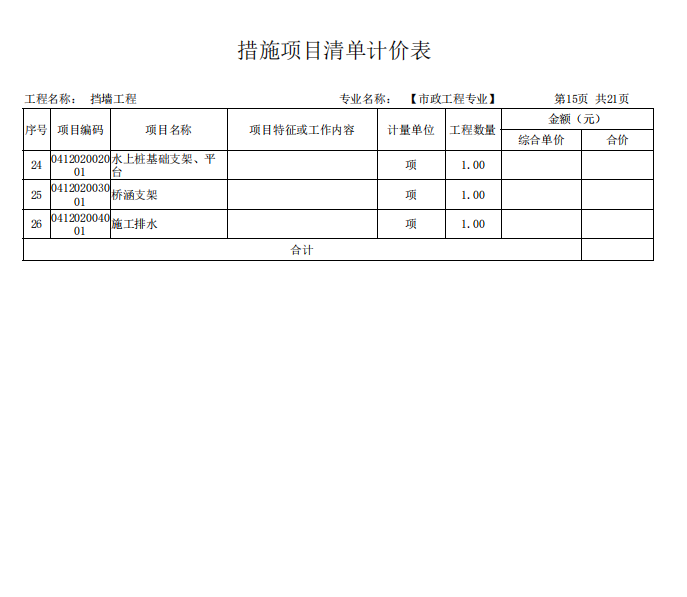 措施项目清单计价表
工程名称： 挡墙工程 专业名称： 【市政工程专业】 第15页 共21页
序号 项目编码 项目名称 项目特征或工作内容 计量单位 工程数量 金额（元）
综合单价 合价
24 041202002001 水上桩基础支架、平台 项 1.00
25 041202003001 桥涵支架 项 1.00
26 041202004001 施工排水 项 1.00
合计